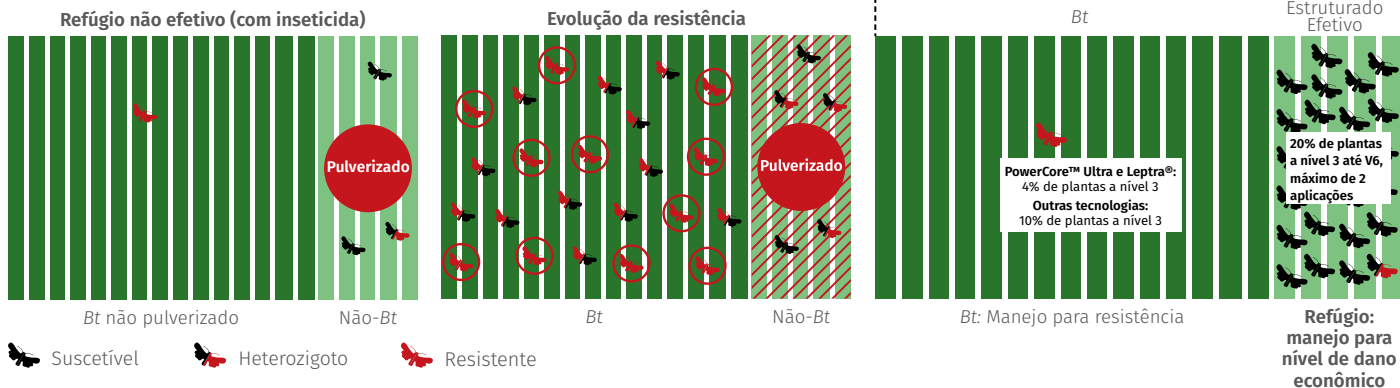 Refúgio não efetivo (com inseticida)
Pulverizado
Bt não pulverizado
Não-Bt
Evolução da resistência
Pulverizado
Bt
Não-Bt
Bt
Estruturado
Efetivo
PowerCore™ Ultra e Leptra®:
4% de plantas a nível 3
Outras tecnologias:
10% de plantas a nível 3
20% de plantas
a nível 3 até V6,
máximo de 2
aplicações
Bt: Manejo para resistência
Refúgio:
manejo para
nível de dano
econômico
Suscetível
Heterozigoto
Resistente